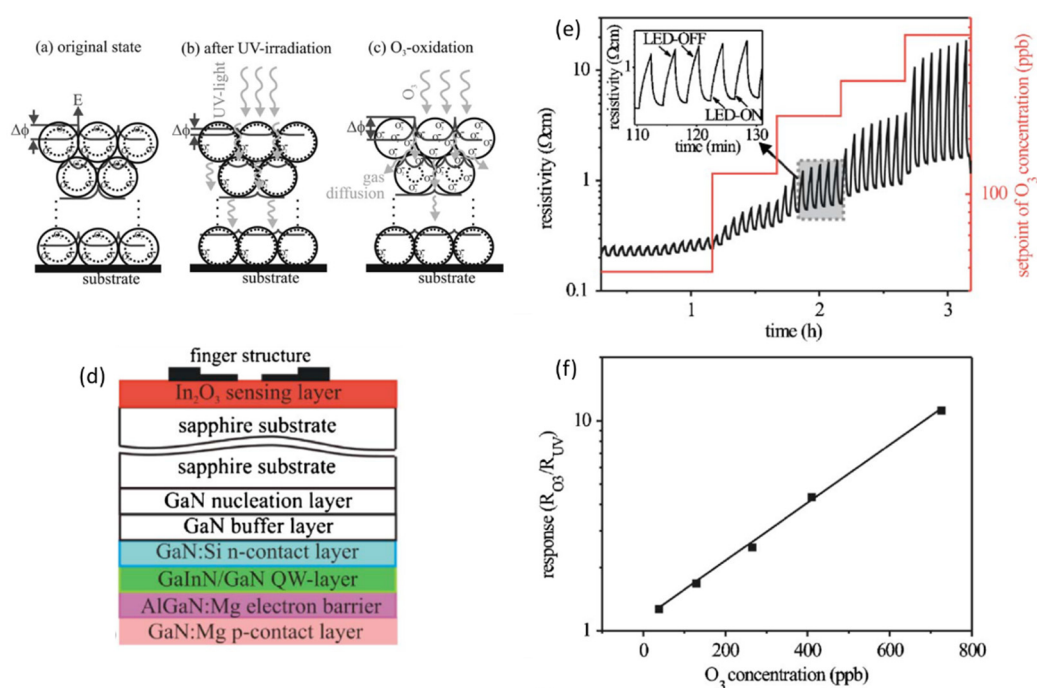 (a) original state
(b) after UV-irradiation
(c) O₃-oxidation
E
Δϕ
Δϕ
UV-light
Δϕ
O₃
gas
diffusion
substrate
substrate
substrate
(d)
finger structure
In₂O₃ sensing layer
sapphire substrate
sapphire substrate
GaN nucleation layer
GaN buffer layer
GaN:Si n-contact layer
GaInN/GaN QW-layer
AlGaN:Mg electron barrier
GaN:Mg p-contact layer
(e)
resistivity (Ωcm)
10
1
0.1
1
2
3
time (h)
100
setpoint of O₃ concentration (ppb)
resistivity (Ωcm)
1
LED-OFF
LED-ON
110
120
130
time (min)
(f)
response (R_O3/R_UV)
10
1
0
200
400
600
800
O₃ concentration (ppb)